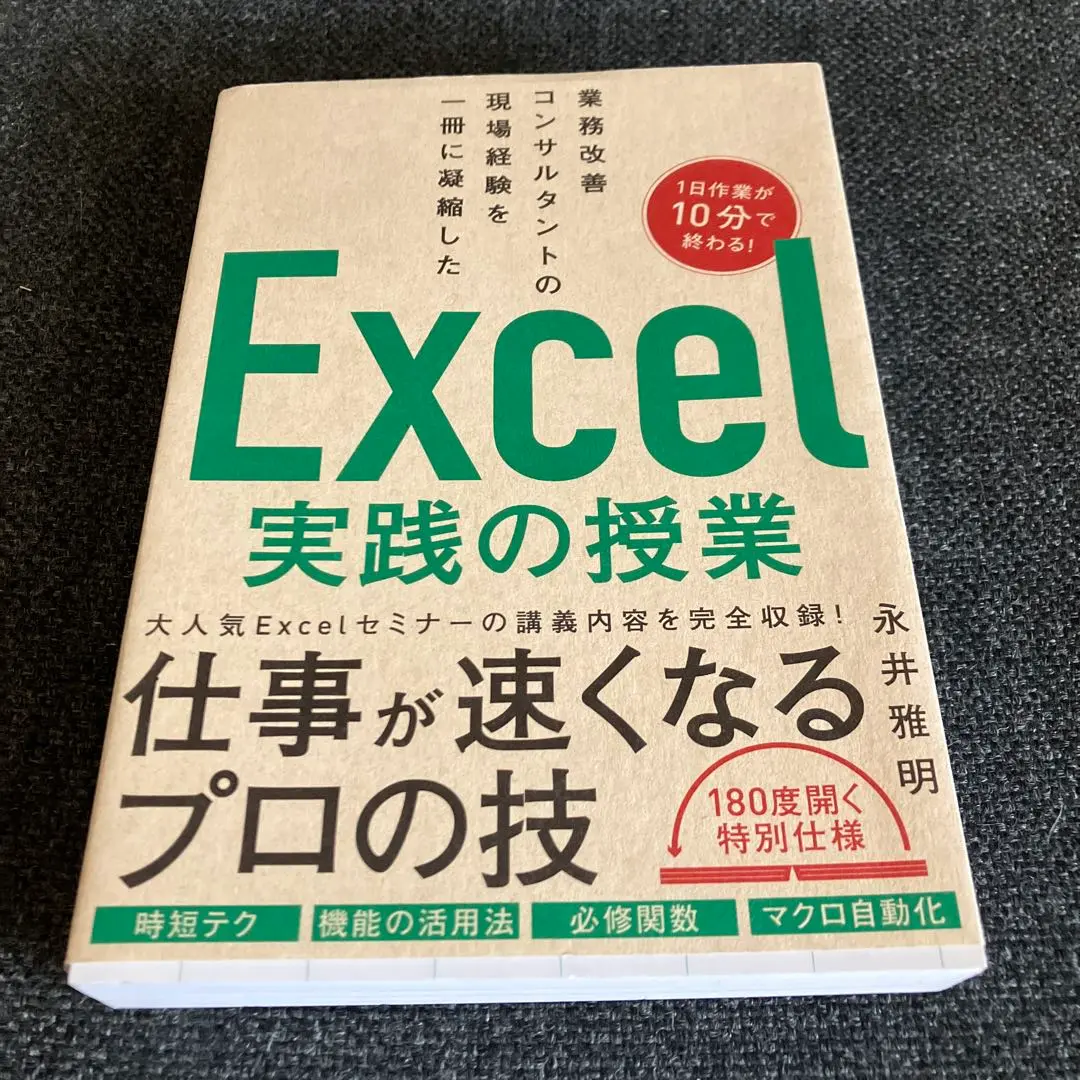 業務改善
コンサルタントの
現場経験を
一冊に凝縮した
1日作業が
10分で
終わる!
Excel
実践の授業
大人気Excelセミナーの講義内容を完全収録!
永井雅明
仕事が速くなる
プロの技
180度開く
特別仕様
時短テク
機能の活用法
必修関数
マクロ自動化